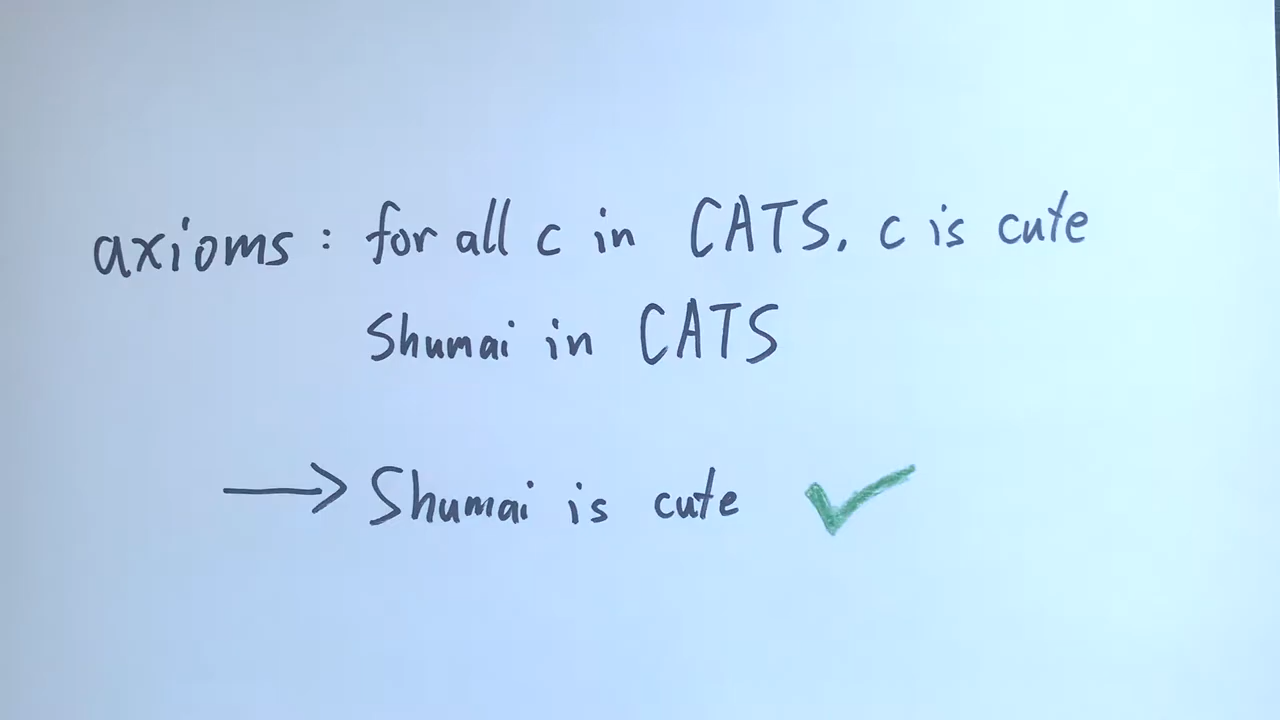 axioms: for all c in CATS. c is cute
Shumai in CATS
→ Shumai is cute ✓